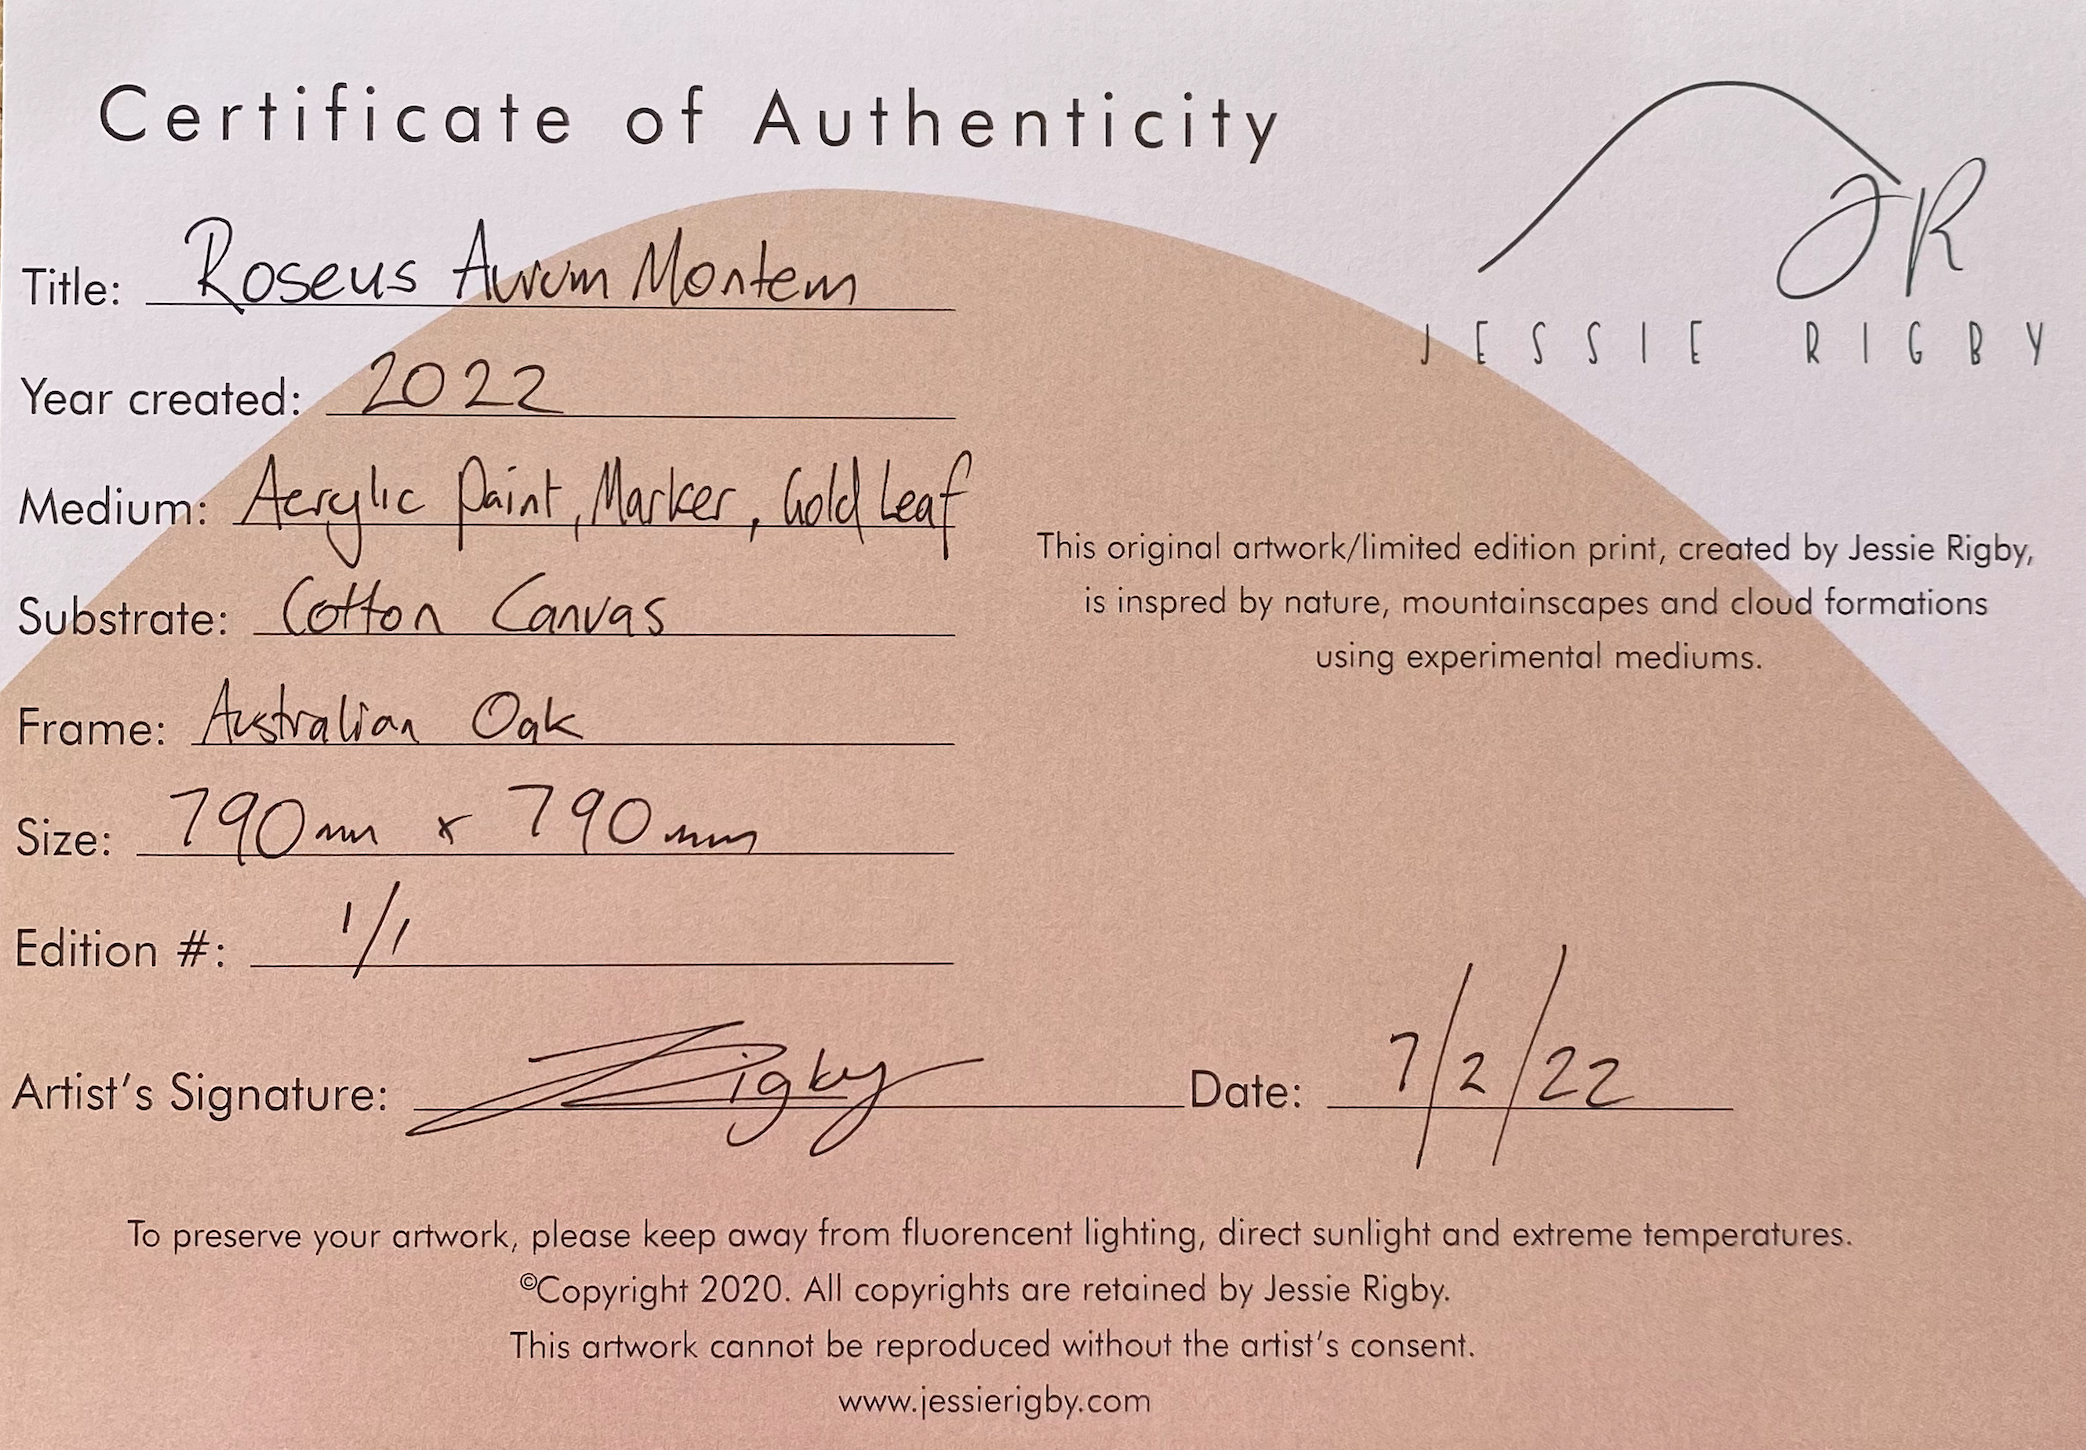 Certificate of Authenticity
JR
JESSIE RIGBY
Title: Roseus Aurum Montem
Year created: 2022
Medium: Acrylic Paint, Marker, Gold Leaf
Substrate: Cotton Canvas
Frame: Australian Oak
Size: 790mm x 790mm
Edition #: 1/1
This original artwork/limited edition print, created by Jessie Rigby,
is inspred by nature, mountainscapes and cloud formations
using experimental mediums.
Artist's Signature: JRigby Date: 7/2/22
To preserve your artwork, please keep away from fluorencent lighting, direct sunlight and extreme temperatures.
©Copyright 2020. All copyrights are retained by Jessie Rigby.
This artwork cannot be reproduced without the artist's consent.
www.jessierigby.com